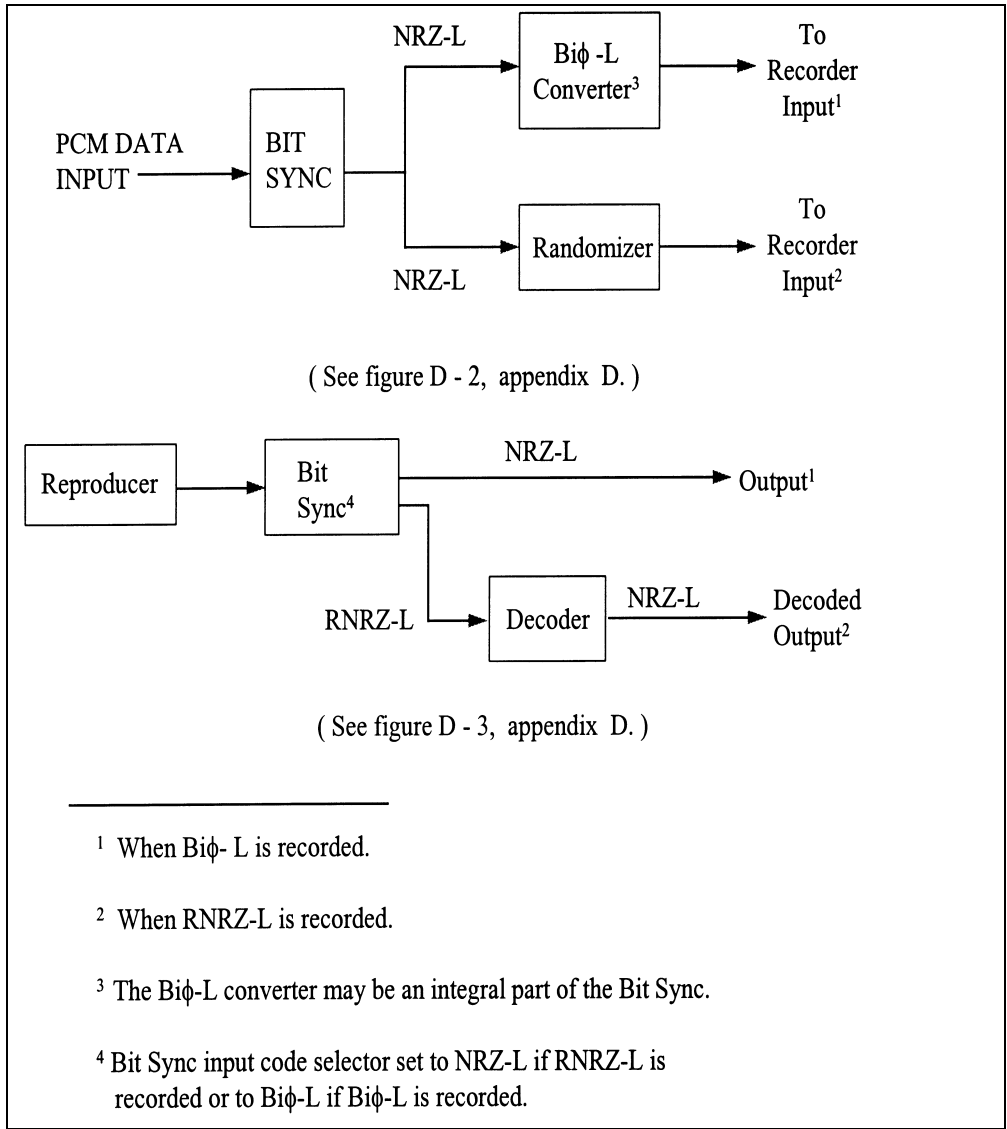 NRZ-L
Biϕ -L
Converter³
To
Recorder
Input¹
PCM DATA
INPUT
BIT
SYNC
NRZ-L
Randomizer
To
Recorder
Input²
( See figure D - 2, appendix D. )
Reproducer
Bit
Sync⁴
NRZ-L
Output¹
RNRZ-L
Decoder
NRZ-L
Decoded
Output²
( See figure D - 3, appendix D. )
¹ When Biϕ- L is recorded.
² When RNRZ-L is recorded.
³ The Biϕ-L converter may be an integral part of the Bit Sync.
⁴ Bit Sync input code selector set to NRZ-L if RNRZ-L is
recorded or to Biϕ-L if Biϕ-L is recorded.